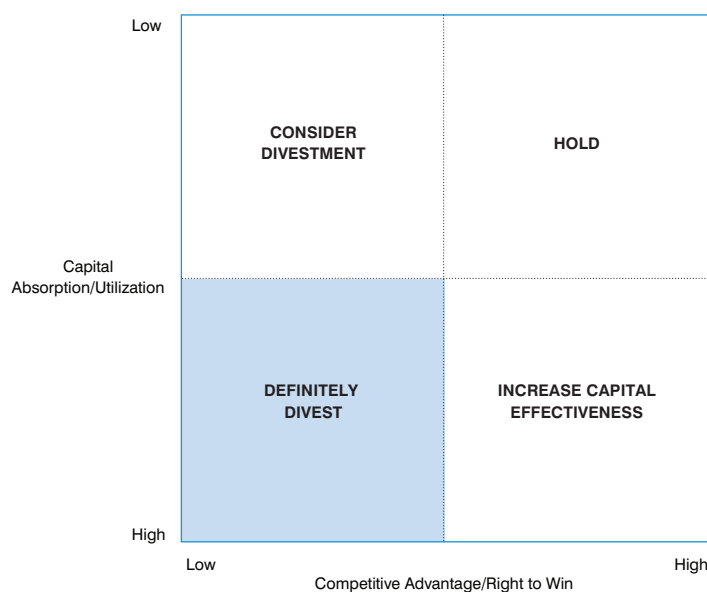 Low
CONSIDER
DIVESTMENT
HOLD
Capital
Absorption/Utilization
DEFINITELY
DIVEST
INCREASE CAPITAL
EFFECTIVENESS
High
Low
High
Competitive Advantage/Right to Win